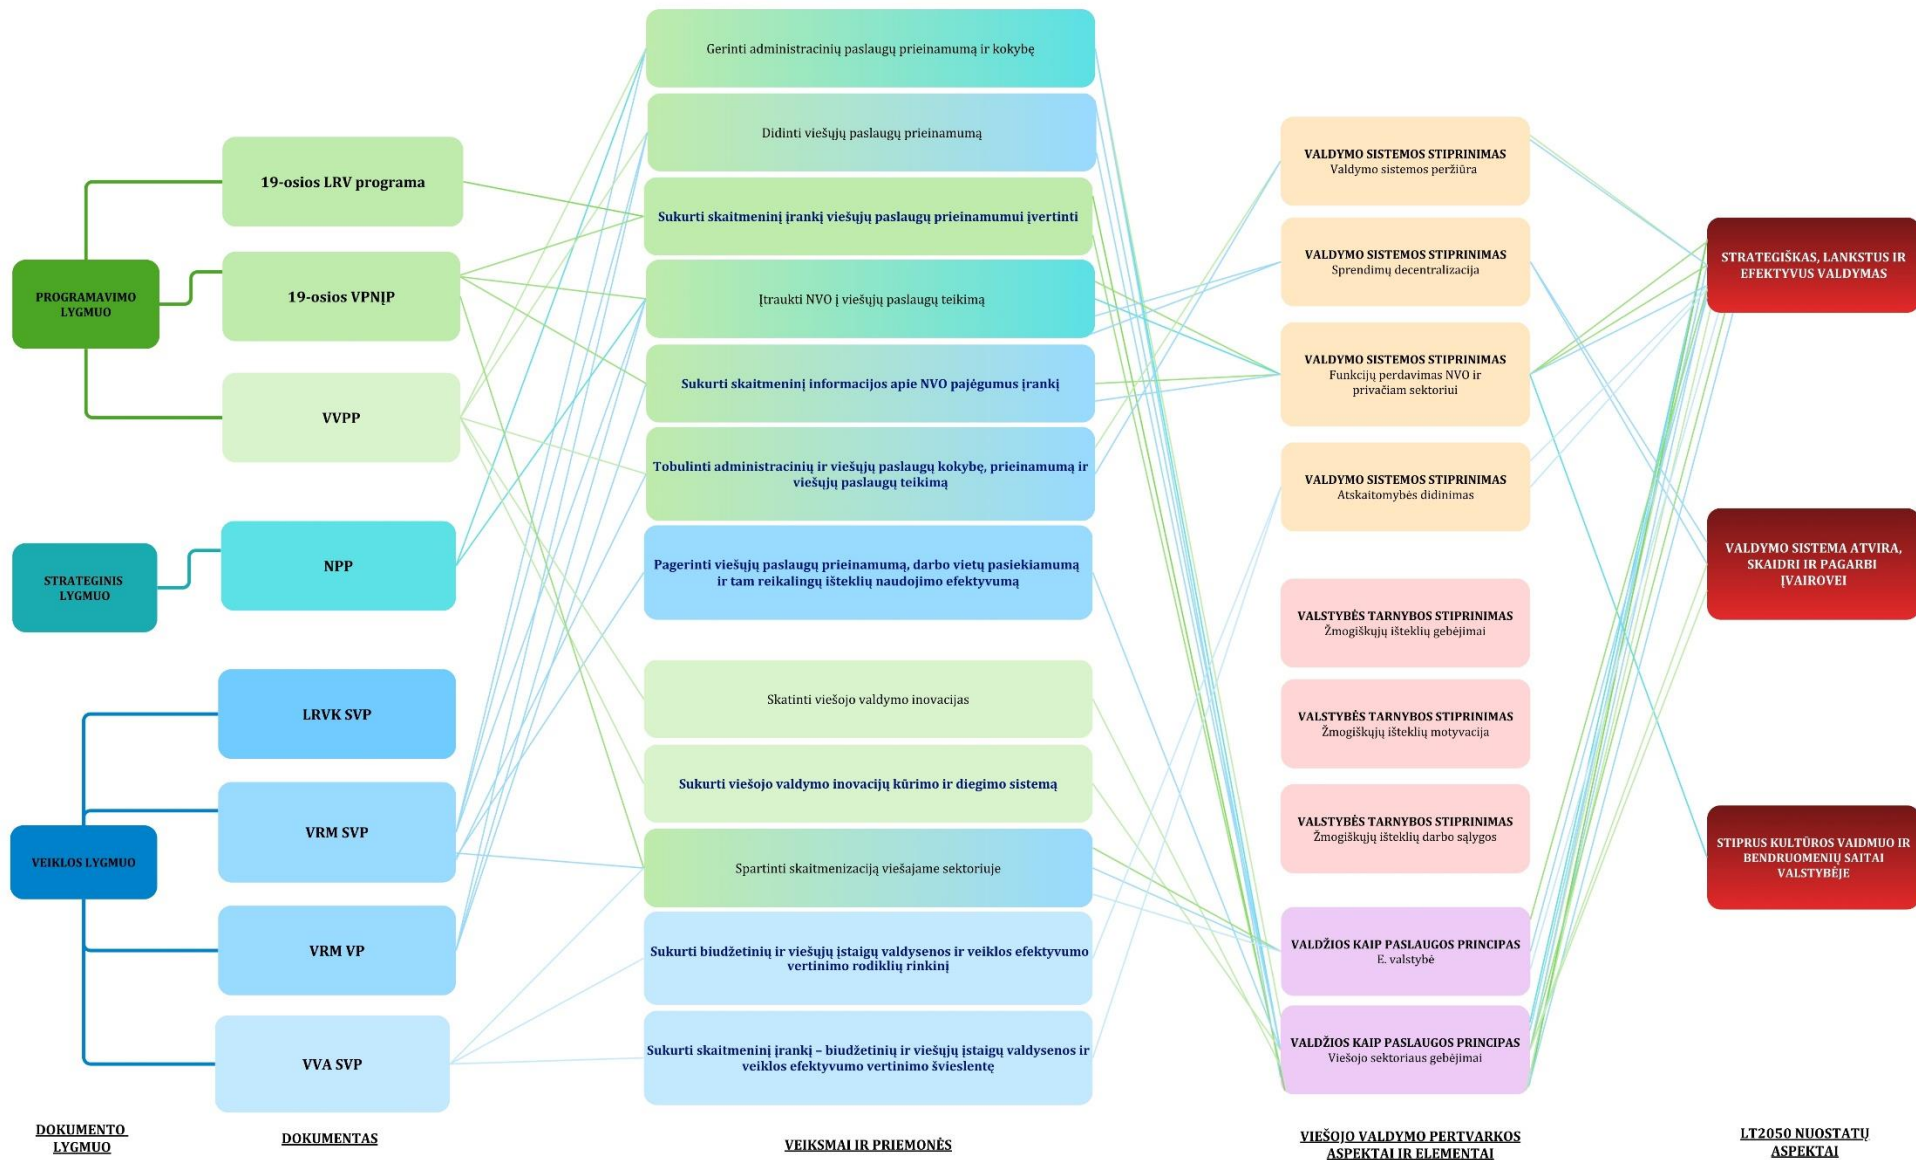 PROGRAMAVIMO
LYGMUO
STRATEGINIS
LYGMUO
VEIKLOS LYGMUO
DOKUMENTO
LYGMUO
19-osios LRV programa
19-osios VPNĮP
VVPP
NPP
LRVK SVP
VRM SVP
VRM VP
VVA SVP
DOKUMENTAS
Gerinti administracinių paslaugų prieinamumą ir kokybę
Didinti viešųjų paslaugų prieinamumą
Sukurti skaitmeninį įrankį viešųjų paslaugų prieinamumui įvertinti
Įtraukti NVO į viešųjų paslaugų teikimą
Sukurti skaitmeninį informacijos apie NVO pajėgumus įrankį
Tobulinti administracinių ir viešųjų paslaugų kokybę, prieinamumą ir
viešųjų paslaugų teikimą
Pagerinti viešųjų paslaugų prieinamumą, darbo vietų pasiekiamumą
ir tam reikalingų išteklių naudojimo efektyvumą
Skatinti viešojo valdymo inovacijas
Sukurti viešojo valdymo inovacijų kūrimo ir diegimo sistemą
Spartinti skaitmenizaciją viešajame sektoriuje
Sukurti biudžetinių ir viešųjų įstaigų valdysenos ir veiklos efektyvumo
vertinimo rodiklių rinkinį
Sukurti skaitmeninį įrankį – biudžetinių ir viešųjų įstaigų valdysenos ir
veiklos efektyvumo vertinimo švieslentę
VEIKSMAI IR PRIEMONĖS
VALDYMO SISTEMOS STIPRINIMAS
Valdymo sistemos peržiūra
VALDYMO SISTEMOS STIPRINIMAS
Sprendimų decentralizacija
VALDYMO SISTEMOS STIPRINIMAS
Funkcijų perdavimas NVO ir
privačiam sektoriui
VALDYMO SISTEMOS STIPRINIMAS
Atskaitomybės didinimas
VALSTYBĖS TARNYBOS STIPRINIMAS
Žmogiškųjų išteklių gebėjimai
VALSTYBĖS TARNYBOS STIPRINIMAS
Žmogiškųjų išteklių motyvacija
VALSTYBĖS TARNYBOS STIPRINIMAS
Žmogiškųjų išteklių darbo sąlygos
VALDŽIOS KAIP PASLAUGOS PRINCIPAS
E. valstybė
VALDŽIOS KAIP PASLAUGOS PRINCIPAS
Viešojo sektoriaus gebėjimai
VIEŠOJO VALDYMO PERTVARKOS
ASPEKTAI IR ELEMENTAI
STRATEGIŠKAS, LANKSTUS IR
EFEKTYVUS VALDYMAS
VALDYMO SISTEMA ATVIRA,
SKAIDRI IR PAGARBI
ĮVAIROVEI
STIPRUS KULTŪROS VAIDMUO IR
BENDRUOMENIŲ SAITAI
VALSTYBĖJE
LT2050 NUOSTATŲ
ASPEKTAI